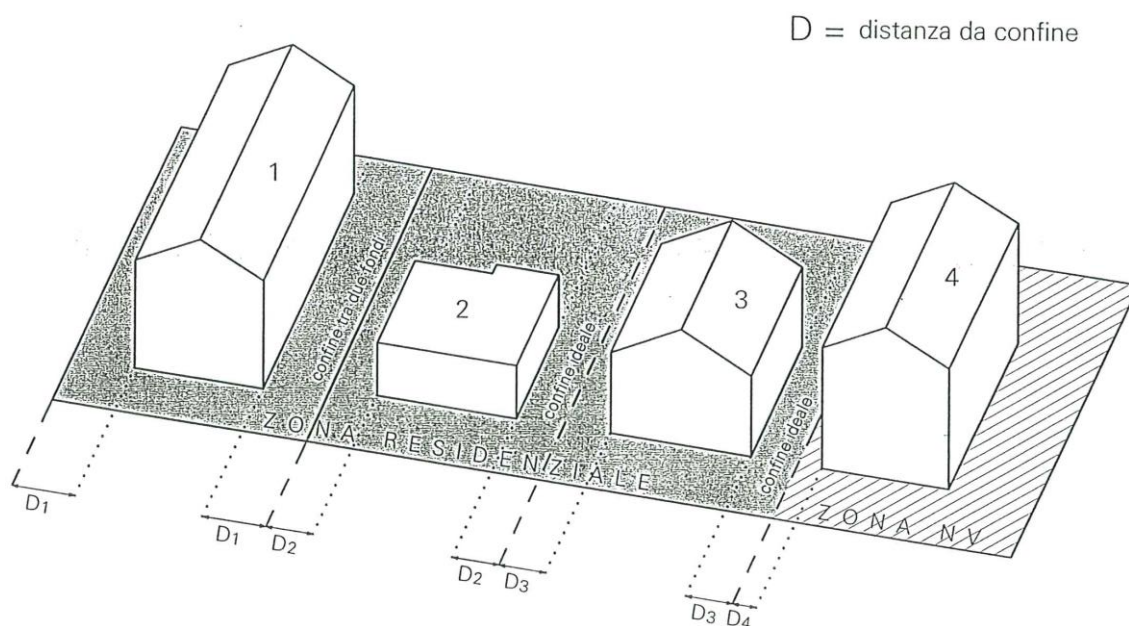 D = distanza da confine
1
2
3
4
confine tra due fondi
confine ideale
confine ideale
ZONA RESIDENZIALE
ZONA NV
D1
D1
D2
D2
D3
D3
D4